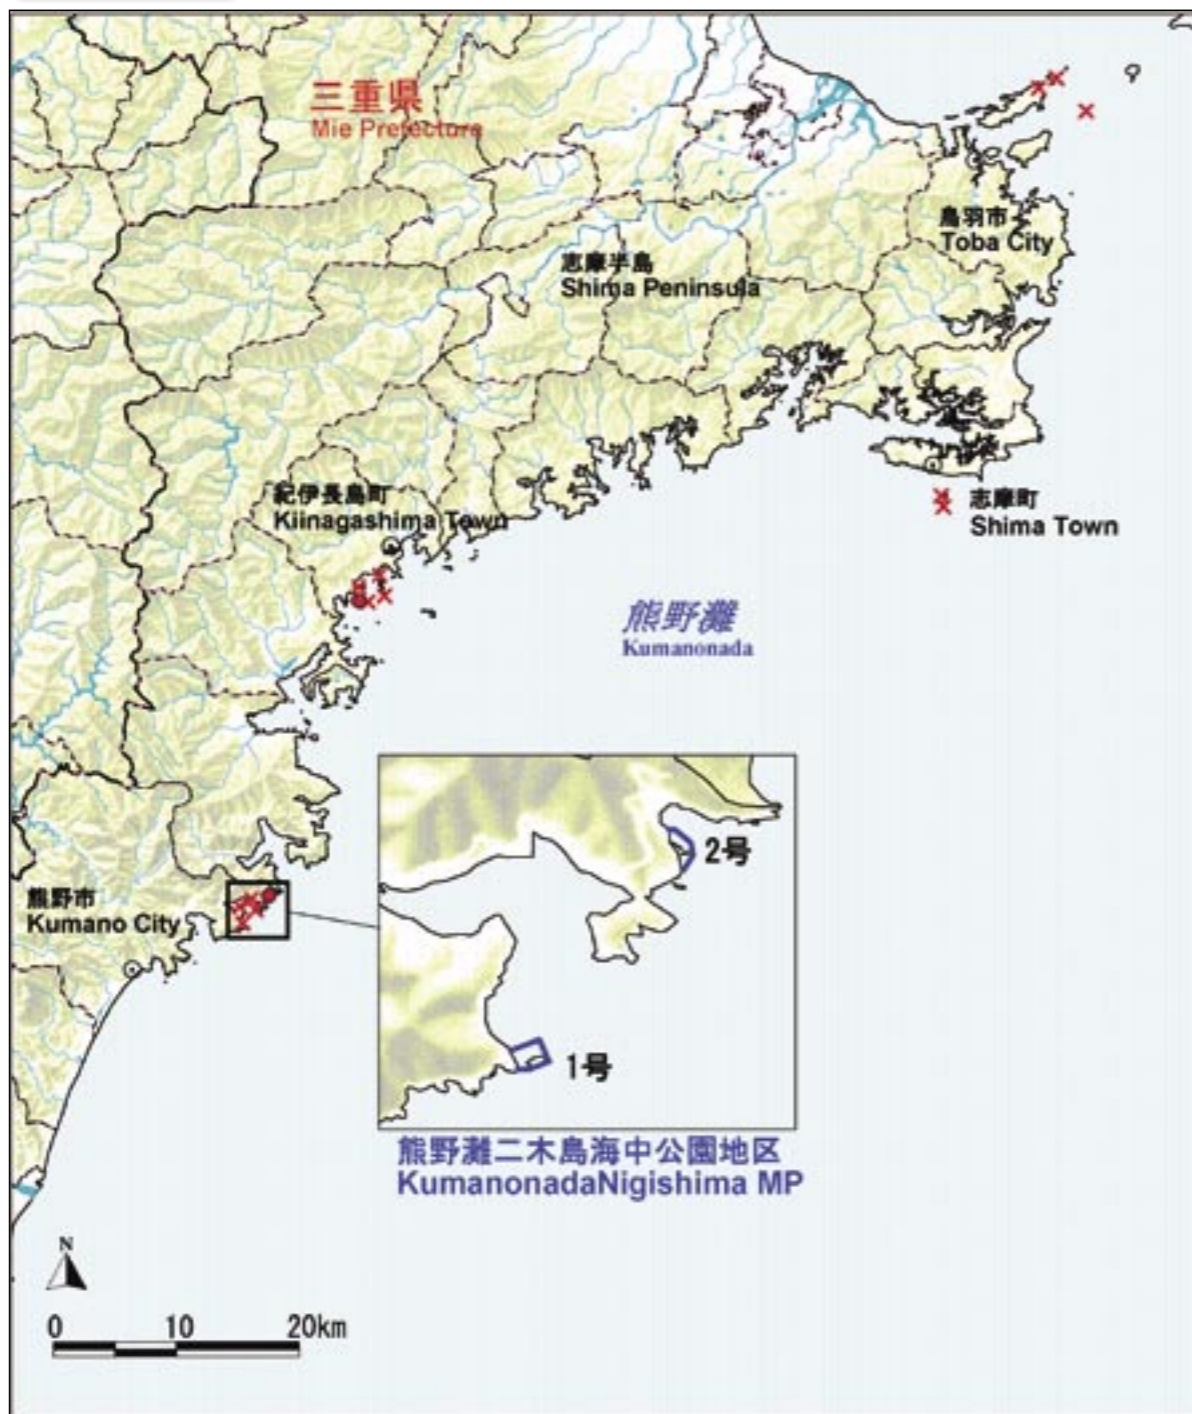 三重県
Mie Prefecture
鳥羽市
Toba City
志摩半島
Shima Peninsula
紀伊長島町
Kiinagashima Town
志摩町
Shima Town
熊野灘
Kumanonada
2号
熊野市
Kumano City
1号
熊野灘二木島海中公園地区
KumanonadaNigishima MP
N
0 10 20km